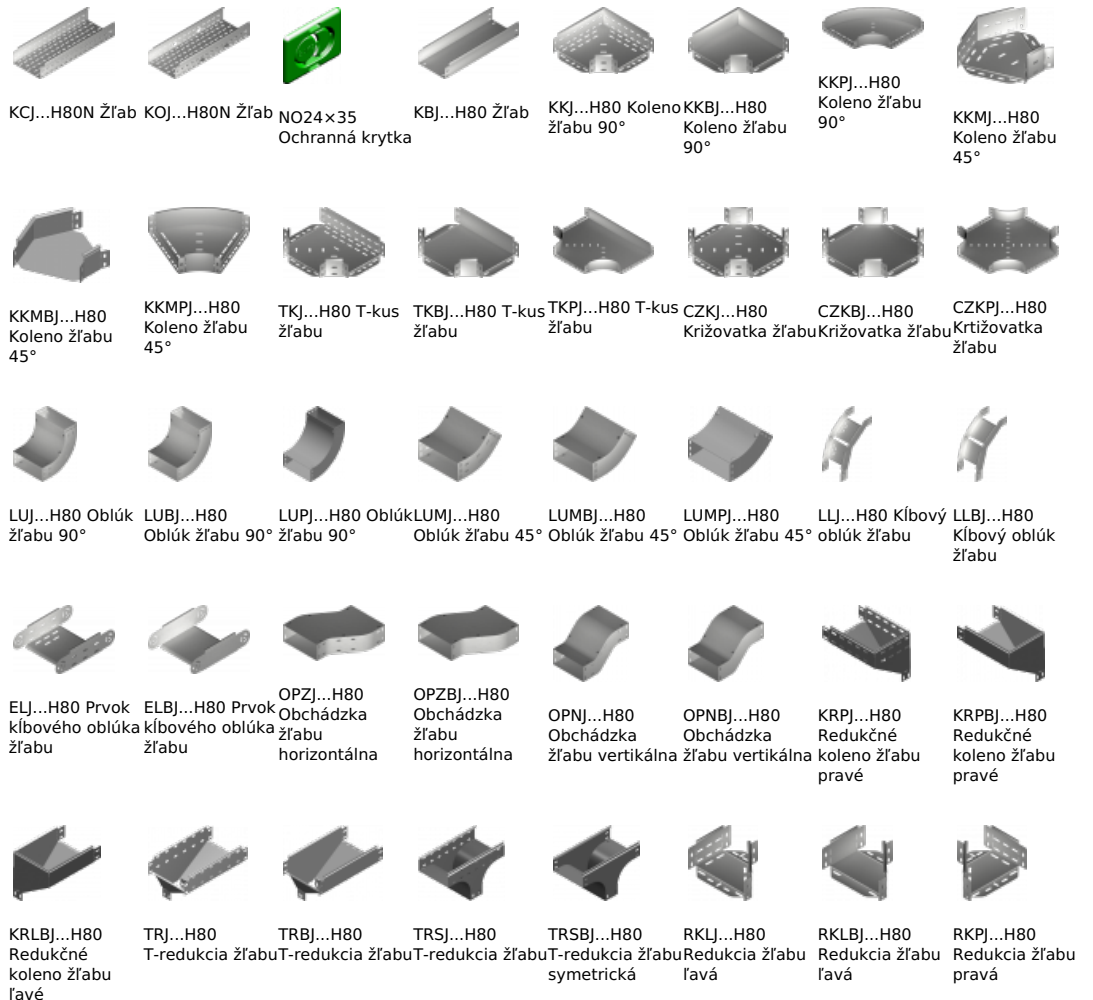 KCJ...H80N Žľab
KOJ...H80N Žľab
NO24×35
Ochranná krytka
KBJ...H80 Žľab
KKJ...H80 Koleno
žľabu 90°
KKBJ...H80
Koleno žľabu
90°
KKPJ...H80
Koleno žľabu
90°
KKMJ...H80
Koleno žľabu
45°
KKMBJ...H80
Koleno žľabu
45°
KKMPJ...H80
Koleno žľabu
45°
TKJ...H80 T-kus
žľabu
TKBJ...H80 T-kus
žľabu
TKPJ...H80 T-kus
žľabu
CZKJ...H80
Križovatka žľabu
CZKBJ...H80
Križovatka žľabu
CZKPJ...H80
Krtižovatka
žľabu
LUJ...H80 Oblúk
žľabu 90°
LUBJ...H80
Oblúk žľabu 90°
LUPJ...H80 Oblúk
žľabu 90°
LUMJ...H80
Oblúk žľabu 45°
LUMBJ...H80
Oblúk žľabu 45°
LUMPJ...H80
Oblúk žľabu 45°
LLJ...H80 Kĺbový
oblúk žľabu
LLBJ...H80
Kĺbový oblúk
žľabu
ELJ...H80 Prvok
kĺbového oblúka
žľabu
ELBJ...H80 Prvok
kĺbového oblúka
žľabu
OPZJ...H80
Obchádzka
žľabu
horizontálna
OPZBJ...H80
Obchádzka
žľabu
horizontálna
OPNJ...H80
Obchádzka
žľabu vertikálna
OPNBJ...H80
Obchádzka
žľabu vertikálna
KRPJ...H80
Redukčné
koleno žľabu
pravé
KRPBJ...H80
Redukčné
koleno žľabu
pravé
KRLBJ...H80
Redukčné
koleno žľabu
ľavé
TRJ...H80
T-redukcia žľabu
TRBJ...H80
T-redukcia žľabu
TRSJ...H80
T-redukcia žľabu
TRSBJ...H80
T-redukcia žľabu
symetrická
RKLJ...H80
Redukcia žľabu
ľavá
RKLBJ...H80
Redukcia žľabu
ľavá
RKPJ...H80
Redukcia žľabu
pravá